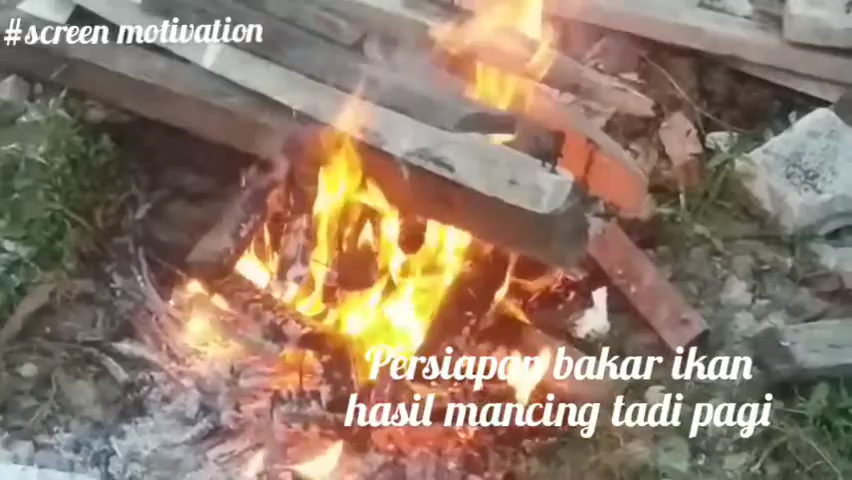 #screen motivation
Persiapan bakar ikan
hasil mancing tadi pagi